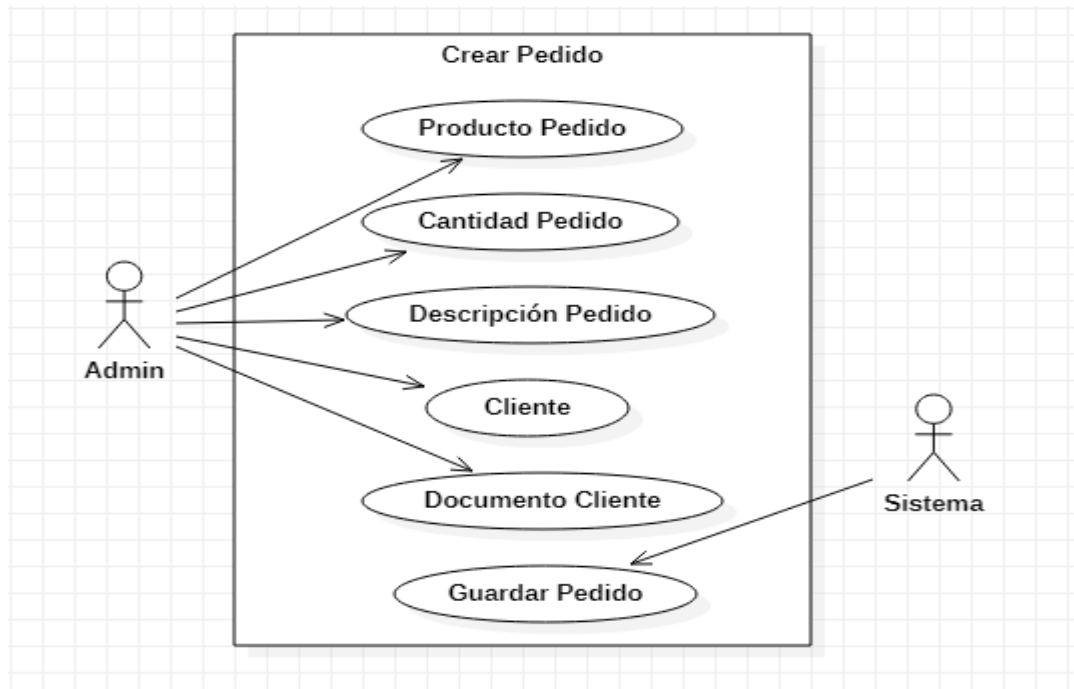 Crear Pedido
Producto Pedido
Cantidad Pedido
Descripción Pedido
Admin
Cliente
Documento Cliente
Sistema
Guardar Pedido